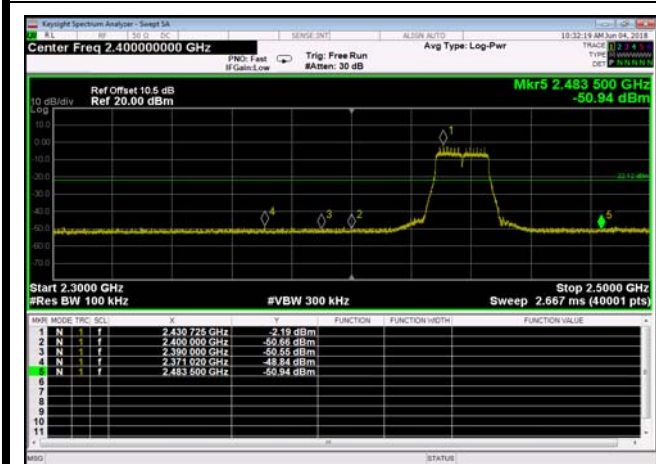 Keysight Spectrum Analyzer - Swept SA
RL RF 50 Ω DC SENSE:INT ALIGN AUTO 10:32:19 AM Jun 04, 2018
Center Freq 2.400000000 GHz PNO: Fast Trig: Free Run Avg Type: Log-Pwr TRACE 1 2 3 4 5 6
IFGain:Low #Atten: 30 dB TYPE
DET P N N N N N
Ref Offset 10.5 dB Mkr5 2.483 500 GHz
10 dB/div Ref 20.00 dBm -50.94 dBm
Log
10.0
0.00
-10.0
-20.0
-30.0
-40.0
-50.0
-60.0
-70.0
1
4
3
2
5
Start 2.3000 GHz Stop 2.5000 GHz
#Res BW 100 kHz #VBW 300 kHz Sweep 2.667 ms (40001 pts)
MKR MODE TRC SCL X Y FUNCTION FUNCTION WIDTH FUNCTION VALUE
1 N 1 f 2.430 725 GHz -2.19 dBm
2 N 1 f 2.400 000 GHz -50.66 dBm
3 N 1 f 2.390 000 GHz -50.55 dBm
4 N 1 f 2.371 020 GHz -48.84 dBm
5 N 1 f 2.483 500 GHz -50.94 dBm
6
7
8
9
10
11
MSG STATUS